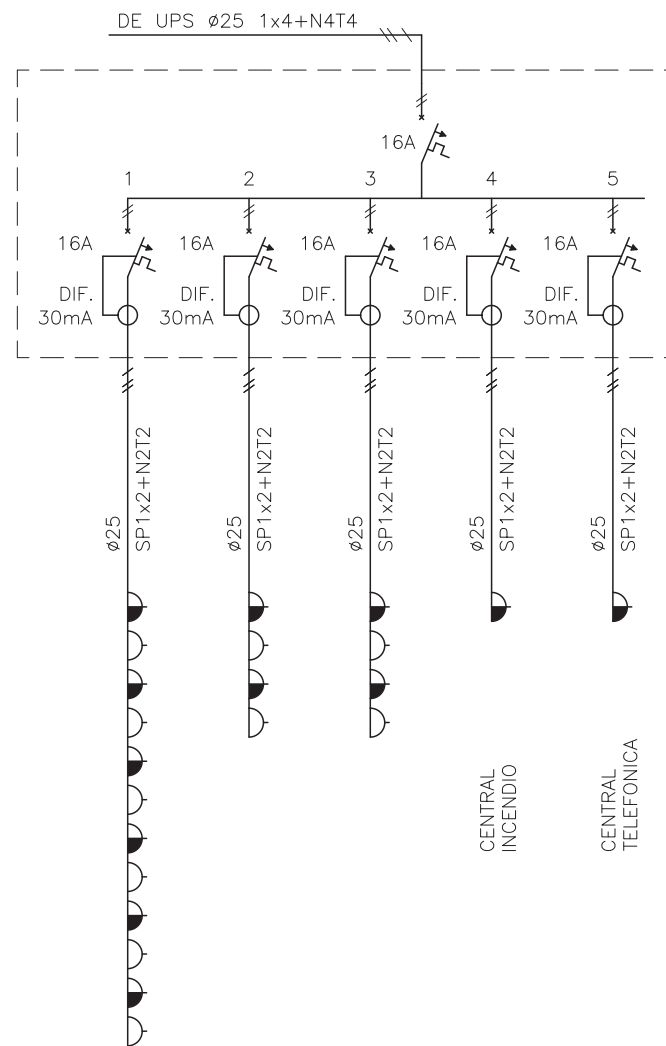 DE UPS ø25 1x4+N4T4
16A
1 2 3 4 5
16A 16A 16A 16A 16A
DIF. DIF. DIF. DIF. DIF.
30mA 30mA 30mA 30mA 30mA
ø25
SP1x2+N2T2
ø25
SP1x2+N2T2
ø25
SP1x2+N2T2
ø25
SP1x2+N2T2
ø25
SP1x2+N2T2
CENTRAL
INCENDIO
CENTRAL
TELEFONICA